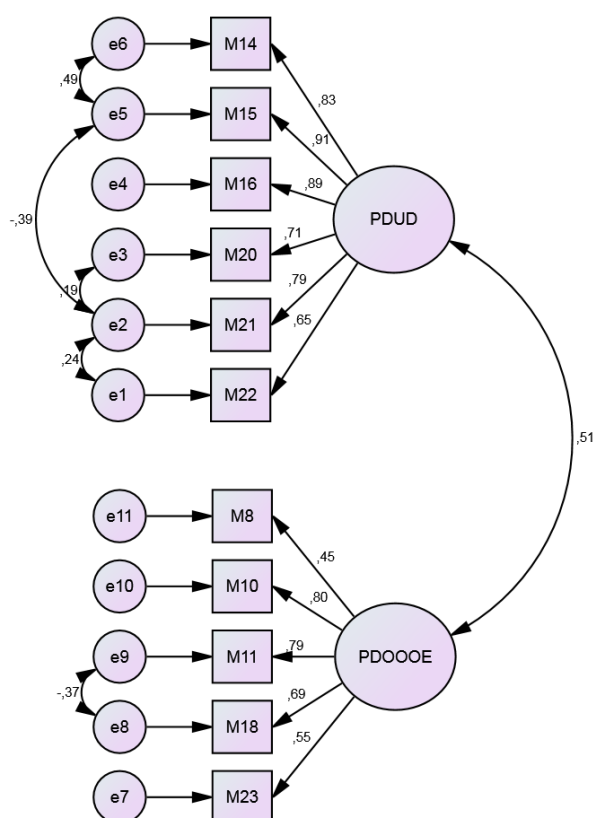 e6 M14
,83
,49
e5 M15
,91
e4 M16
,89
PDUD
-,39
e3 M20
,71
,19
,79
e2 M21
,65
,24
e1 M22
,51
e11 M8
,45
e10 M10
,80
e9 M11
,79
PDOOOE
-,37
,69
e8 M18
,55
e7 M23